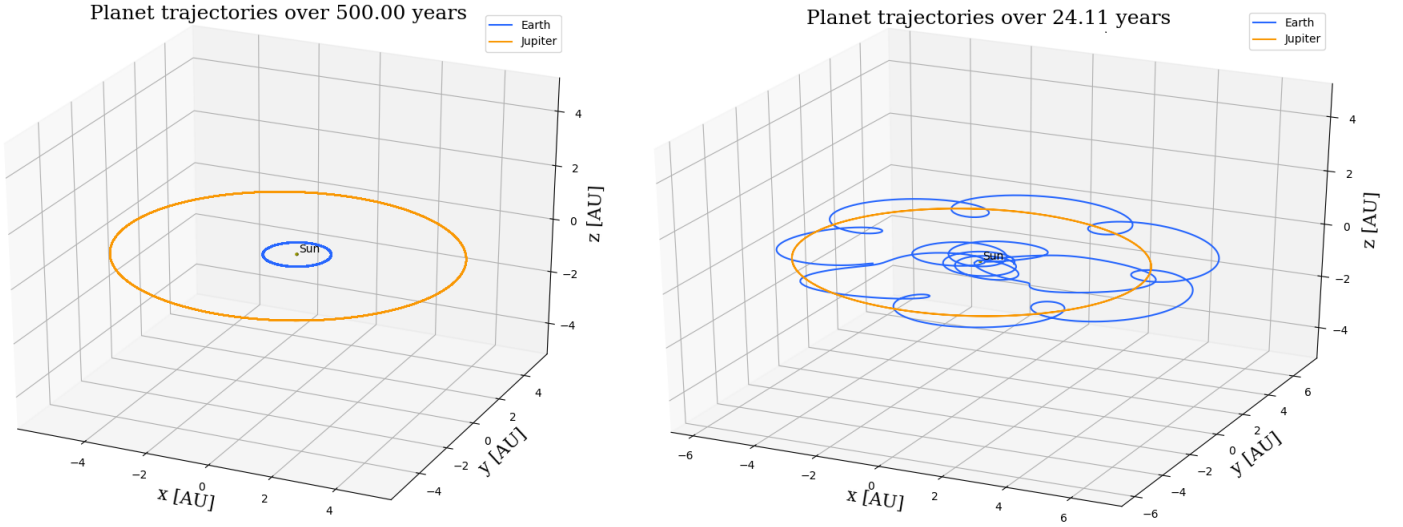 Planet trajectories over 500.00 years
Earth
Jupiter
Sun
4
2
0
−2
−4
z [AU]
4
2
0
−2
−4
y [AU]
−4
−2
0
2
4
x [AU]
Planet trajectories over 24.11 years
Earth
Jupiter
Sun
4
2
0
−2
−4
z [AU]
6
4
2
0
−2
−4
−6
y [AU]
−6
−4
−2
0
2
4
6
x [AU]